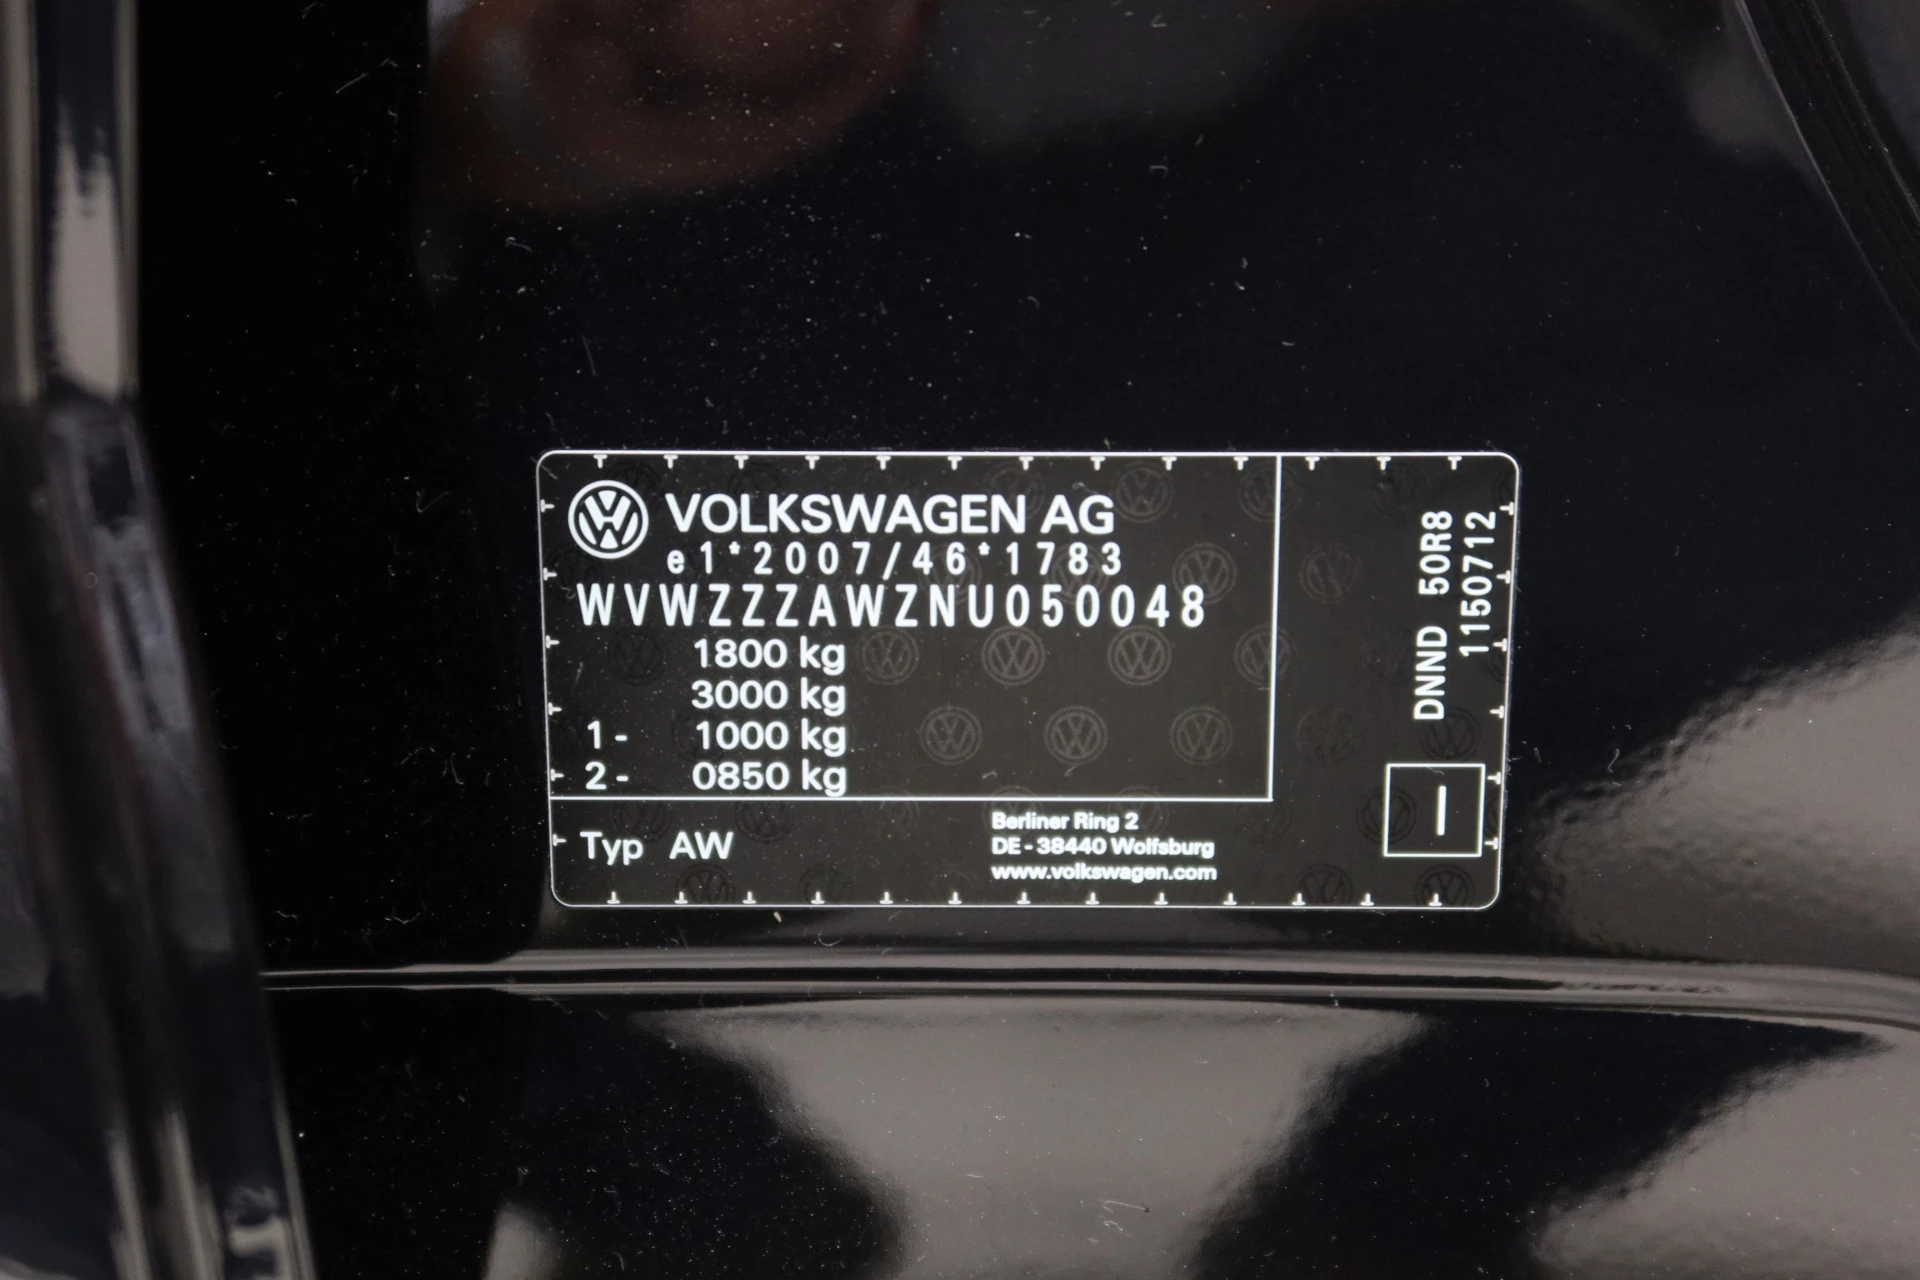 VOLKSWAGEN AG
e1*2007/46*1783
WVWZZZAWZNU050048
1800 kg
3000 kg
1- 1000 kg
2- 0850 kg
Typ AW
Berliner Ring 2
DE - 38440 Wolfsburg
www.volkswagen.com
DNND 50R8
11507712